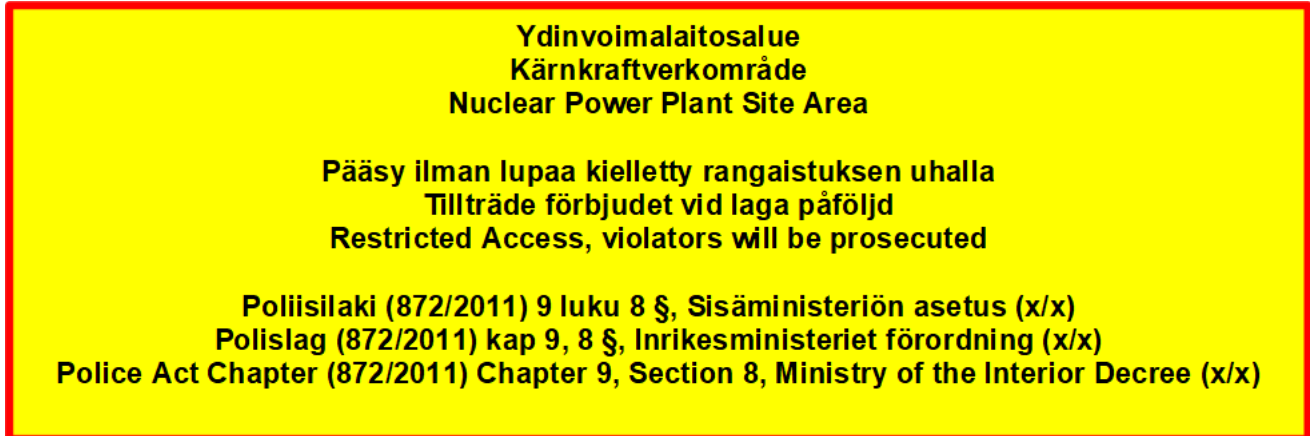 Ydinvoimalaitosalue
Kärnkraftverkområde
Nuclear Power Plant Site Area
Pääsy ilman lupaa kielletty rangaistuksen uhalla
Tillträde förbjudet vid laga påföljd
Restricted Access, violators will be prosecuted
Poliisilaki (872/2011) 9 luku 8 §, Sisäministeriön asetus (x/x)
Polislag (872/2011) kap 9, 8 §, Inrikesministeriet förordning (x/x)
Police Act Chapter (872/2011) Chapter 9, Section 8, Ministry of the Interior Decree (x/x)